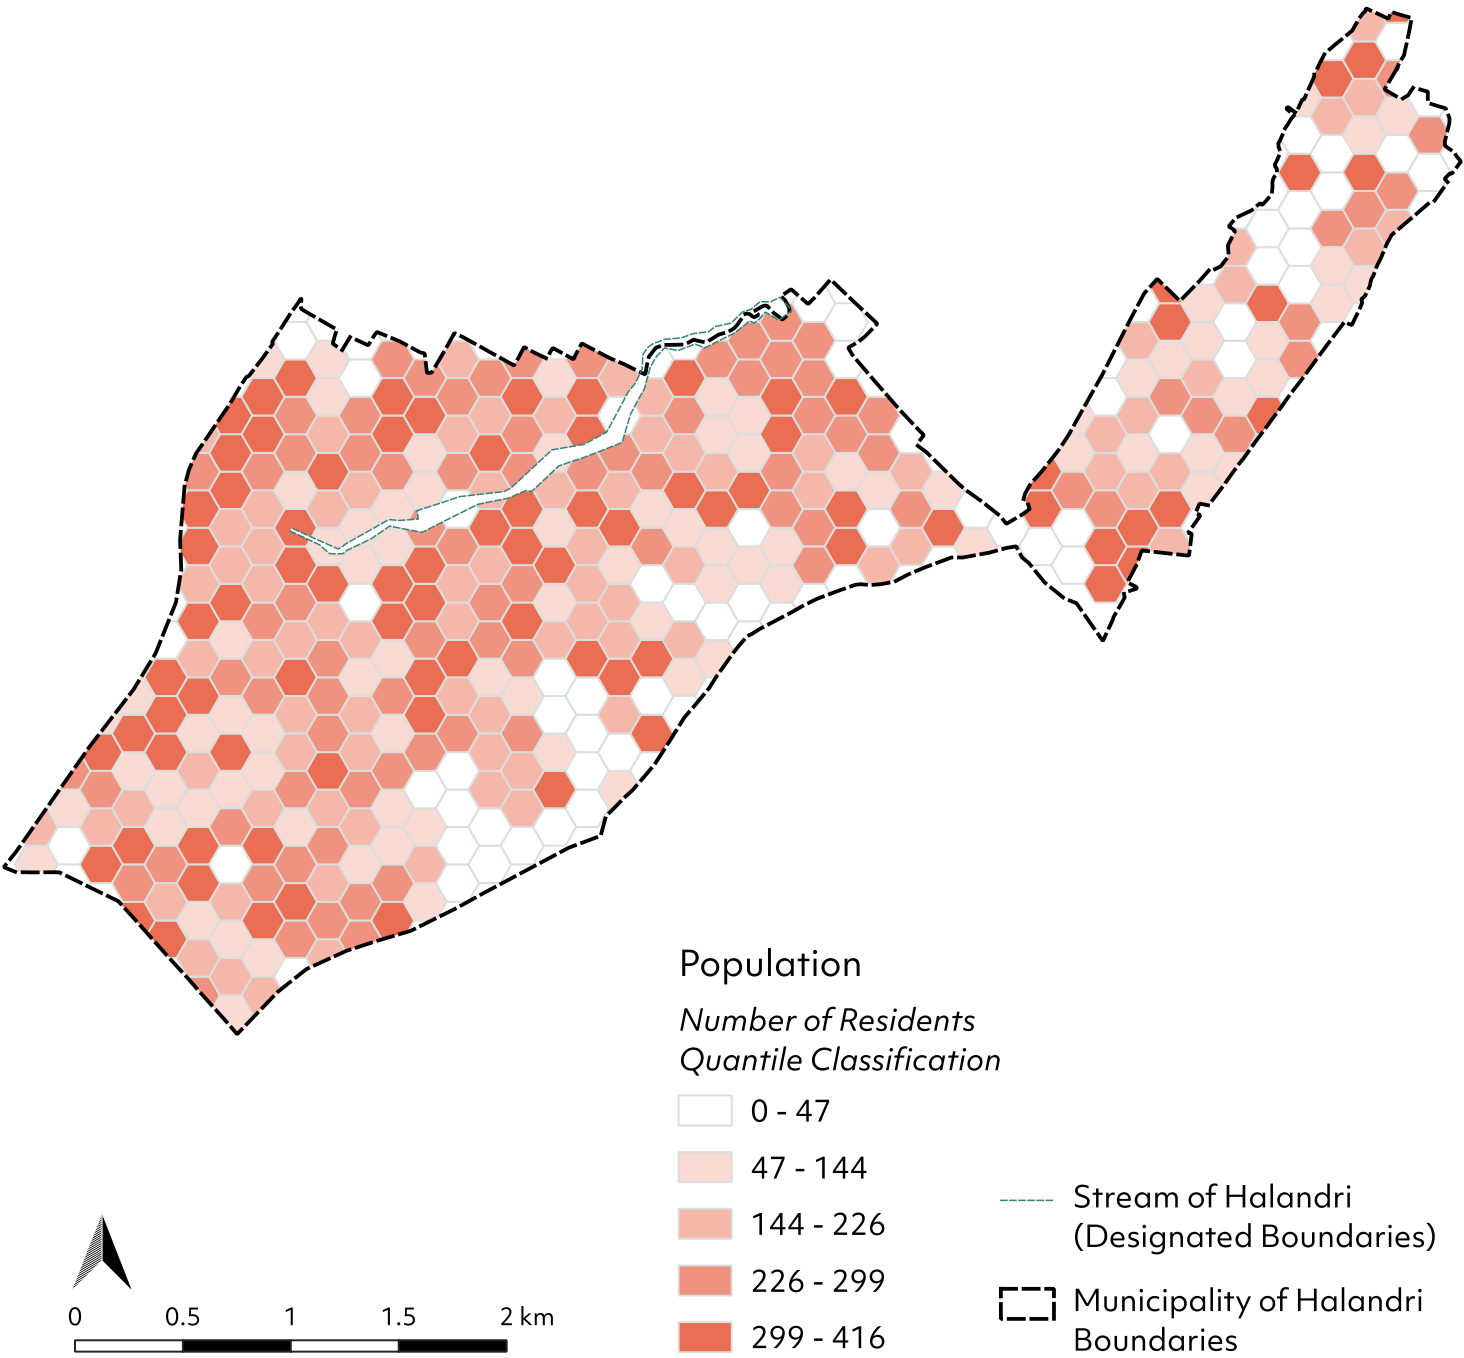 Population
Number of Residents
Quantile Classification
0 - 47
47 - 144
144 - 226
226 - 299
299 - 416
Stream of Halandri
(Designated Boundaries)
Municipality of Halandri
Boundaries
0 0.5 1 1.5 2 km